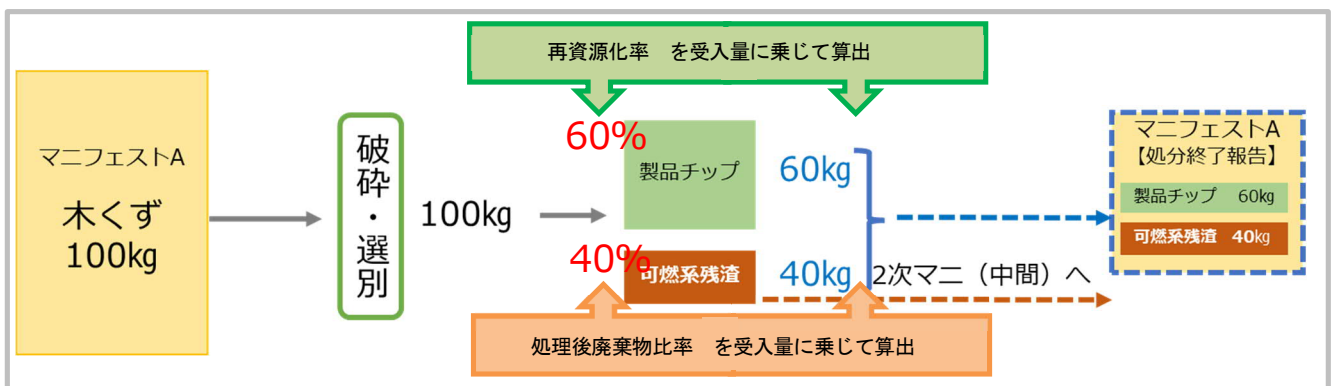 再資源化率　を受入量に乗じて算出
マニフェストA
木くず
100kg
破砕・選別
100kg
60%
製品チップ
60kg
40%
可燃系残渣
40kg
2次マニ（中間）へ
マニフェストA
【処分終了報告】
製品チップ　60kg
可燃系残渣　40kg
処理後廃棄物比率　を受入量に乗じて算出